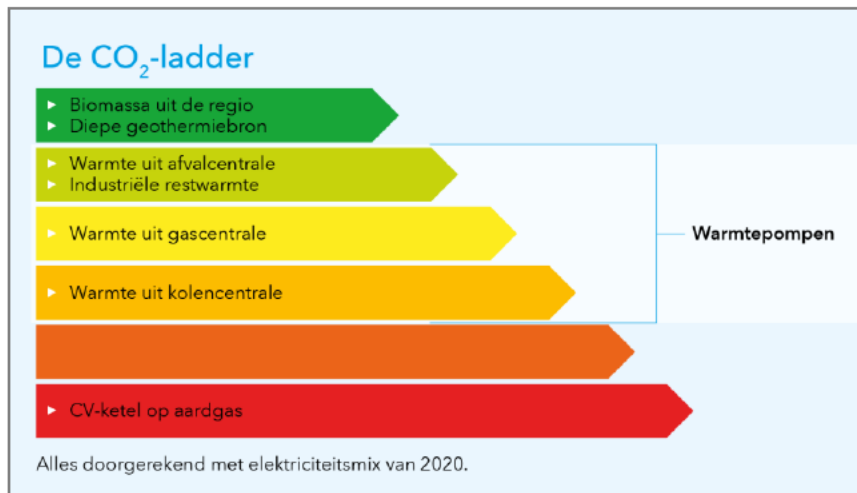 De CO₂-ladder
Biomassa uit de regio
Diepe geothermiebron
Warmte uit afvalcentrale
Industriële restwarmte
Warmte uit gascentrale
Warmtepompen
Warmte uit kolencentrale
CV-ketel op aardgas
Alles doorgerekend met elektriciteitsmix van 2020.